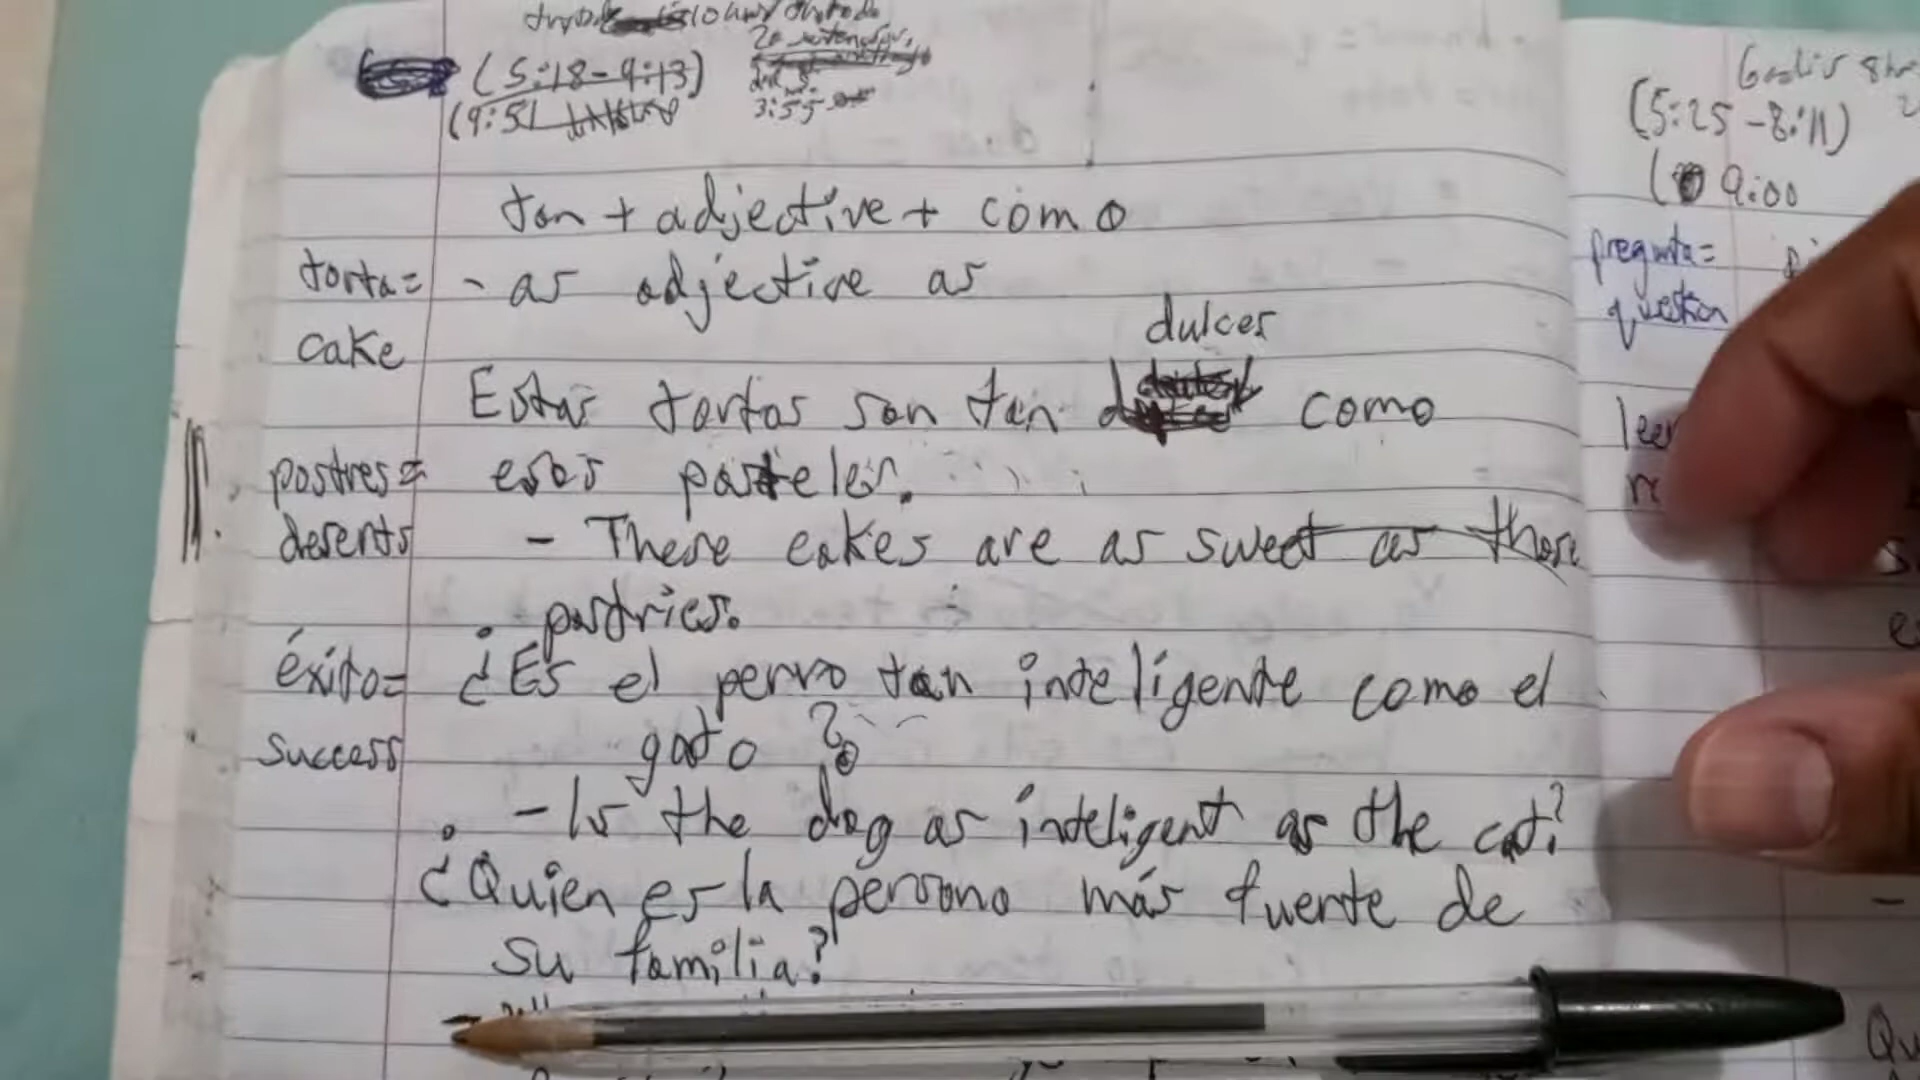 (5:18-9:13)
(9:51
3:55
tan + adjective + como
torta= - as adjective as
cake
dulces
Estas tortas son tan como
postres= esos pasteles.
deserts - These cakes are as sweet as those
pastries.
éxito= ¿Es el perro tan inteligente como el
success gato?
- Is the dog as inteligent as the cat?
¿Quien es la persona más fuerte de
su familia?
(5:25-8:11)
9:00
pregunta=
question
leer